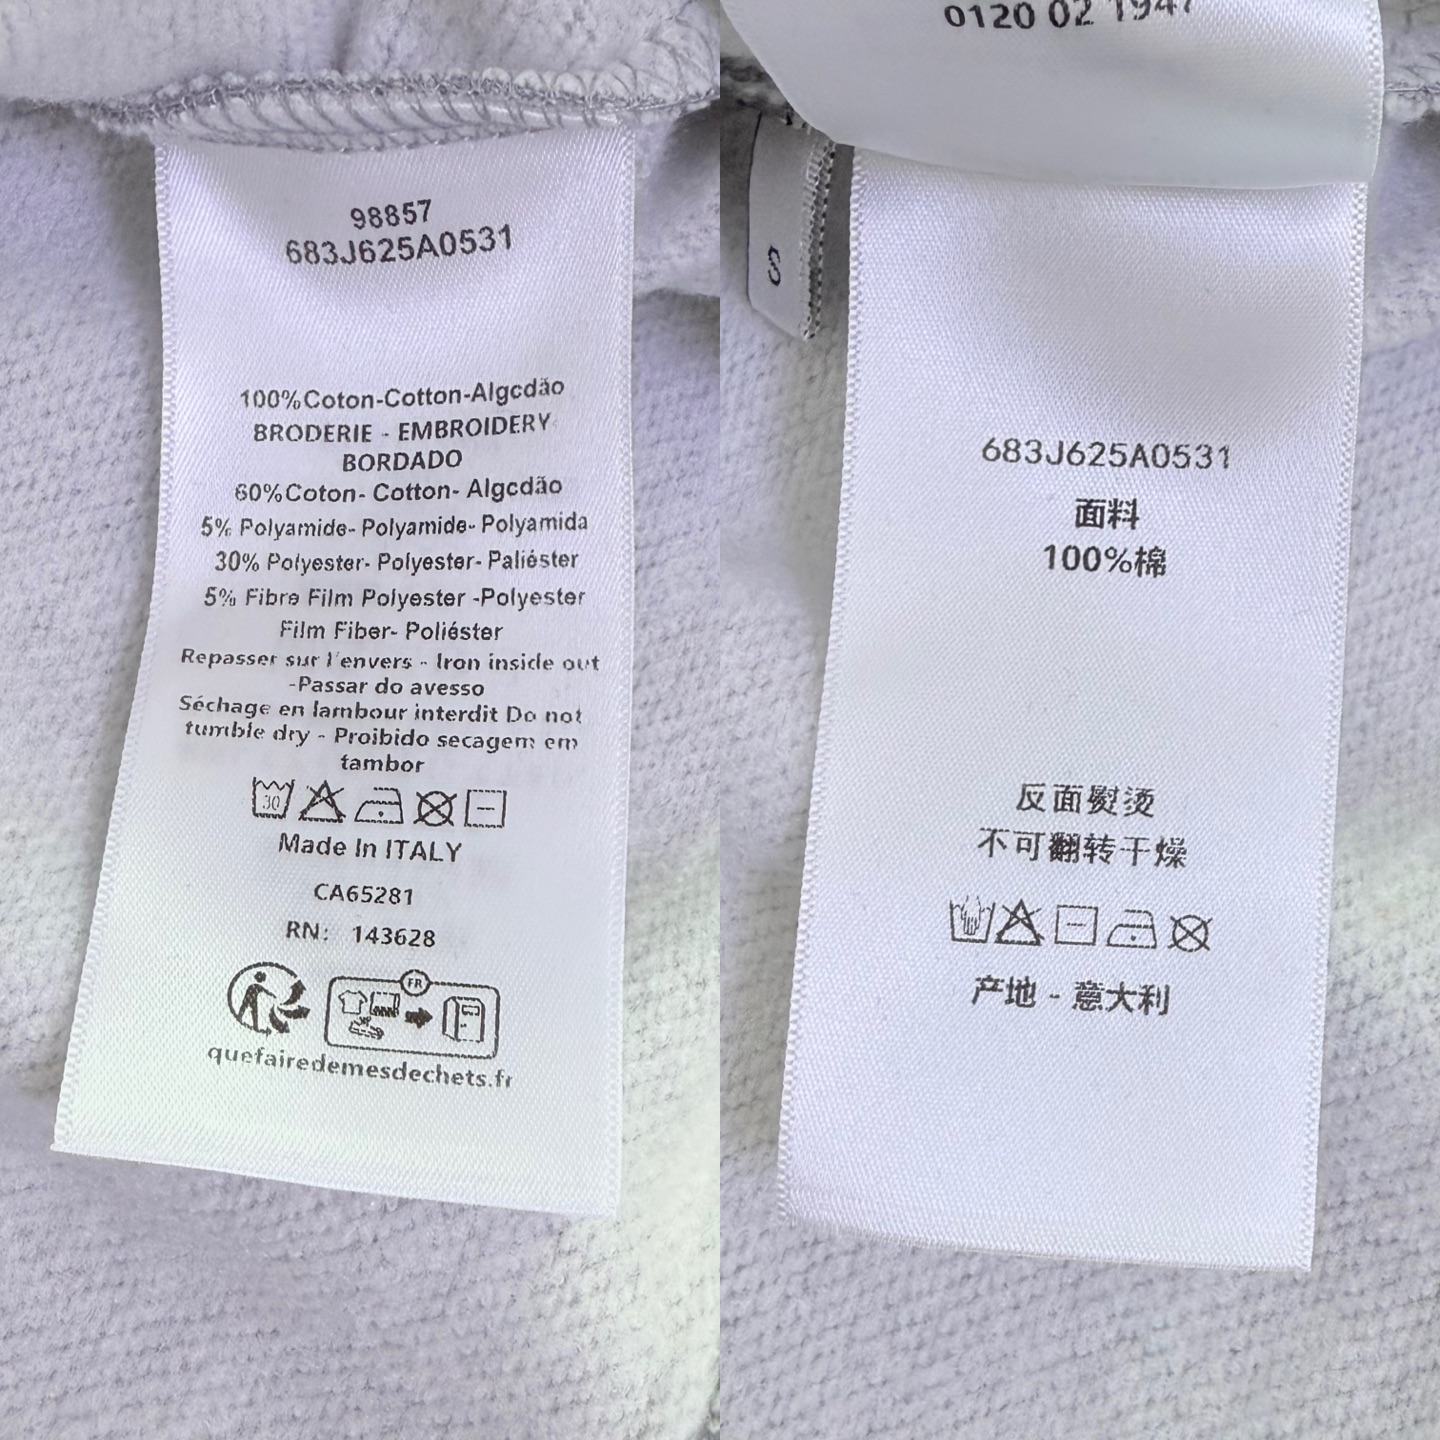 98857
683J625A0531
100%Coton-Cotton-Algcdão
BRODERIE - EMBROIDERY
BORDADO
60%Coton- Cotton- Algcdão
5% Polyamide- Polyamide- Polyamida
30% Polyester- Polyester- Paliéster
5% Fibre Film Polyester -Polyester
Film Fiber- Poliéster
Repasser sur l'envers - Iron inside out
-Passar do avesso
Séchage en lambour interdit Do not
tumble dry - Proibido secagem em
tambor
30
Made In ITALY
CA65281
RN: 143628
FR
quefairedemesdechets.fr
0120 02 1947
S
683J625A0531
面料
100%棉
反面熨烫
不可翻转干燥
产地 - 意大利